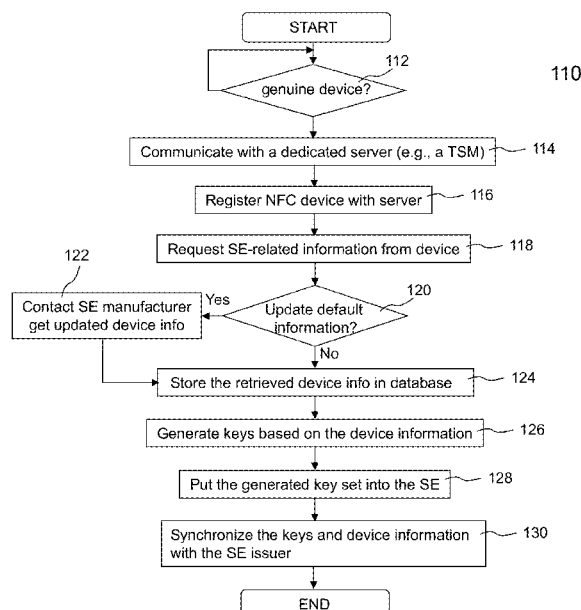 START
112
genuine device?
110
Communicate with a dedicated server (e.g., a TSM)
114
Register NFC device with server
116
Request SE-related information from device
118
122
120
Contact SE manufacturer
get updated device info
Yes
Update default
information?
No
Store the retrieved device info in database
124
Generate keys based on the device information
126
Put the generated key set into the SE
128
Synchronize the keys and device information
with the SE issuer
130
END